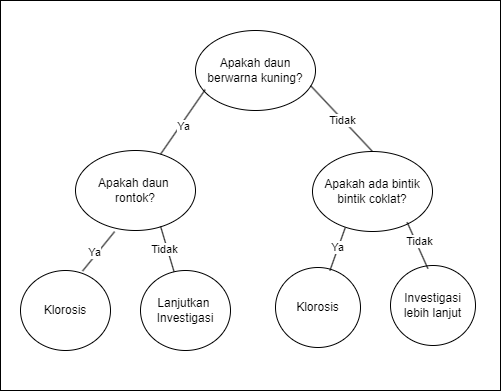 Apakah daun
berwarna kuning?
Ya
Tidak
Apakah daun
rontok?
Apakah ada bintik
bintik coklat?
Ya
Tidak
Ya
Tidak
Klorosis
Lanjutkan
Investigasi
Klorosis
Investigasi
lebih lanjut